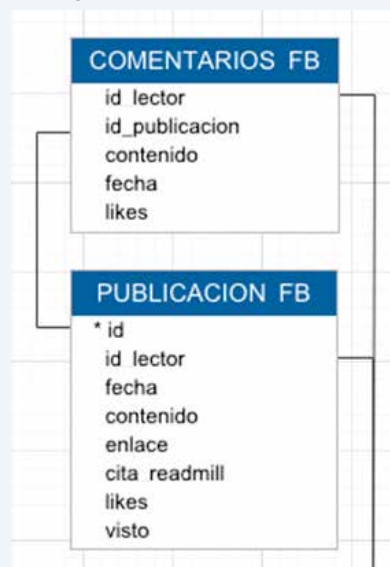 COMENTARIOS FB
id lector
id_publicacion
contenido
fecha
likes
PUBLICACION FB
* id
id lector
fecha
contenido
enlace
cita readmill
likes
visto